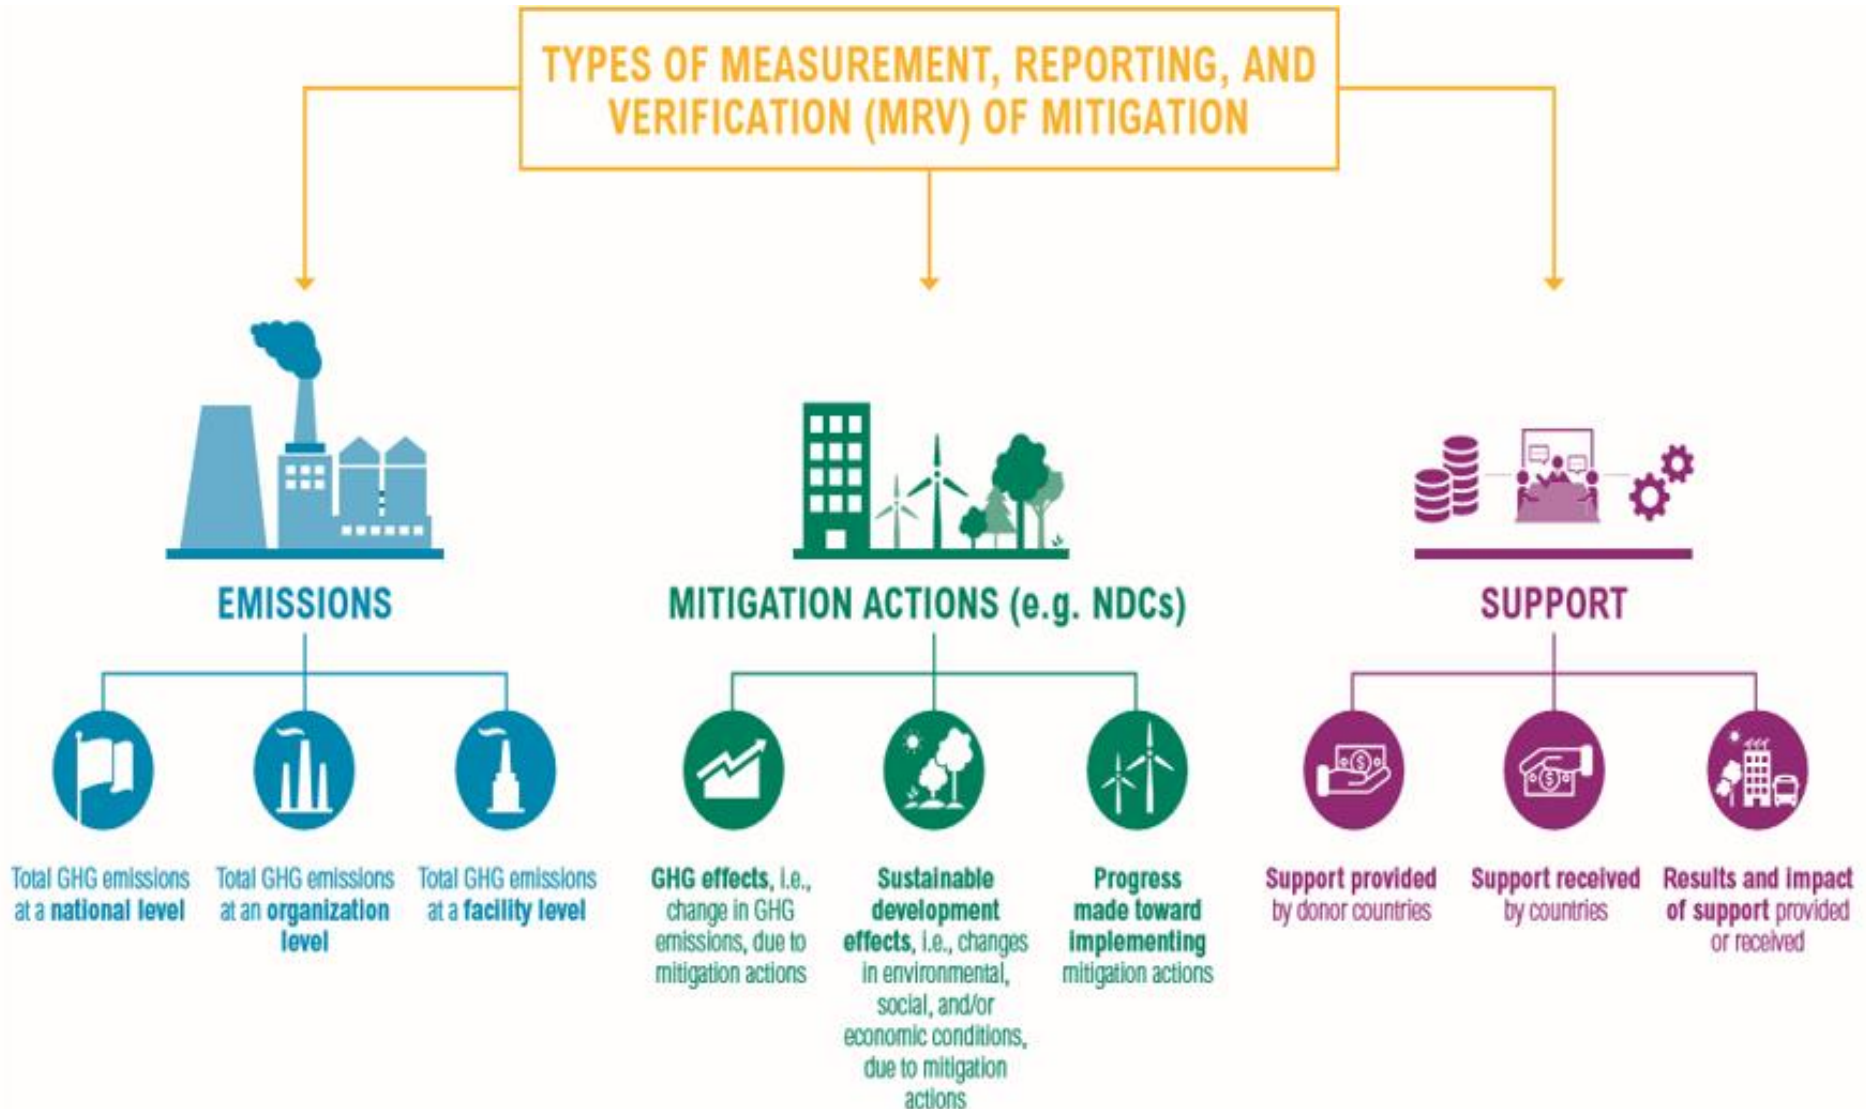 TYPES OF MEASUREMENT, REPORTING, AND
VERIFICATION (MRV) OF MITIGATION
EMISSIONS
Total GHG emissions
at a national level
Total GHG emissions
at an organization
level
Total GHG emissions
at a facility level
MITIGATION ACTIONS (e.g. NDCs)
GHG effects, i.e.,
change in GHG
emissions, due to
mitigation actions
Sustainable
development
effects, i.e., changes
in environmental,
social, and/or
economic conditions,
due to mitigation
actions
Progress
made toward
implementing
mitigation actions
SUPPORT
Support provided
by donor countries
Support received
by countries
Results and impact
of support provided
or received